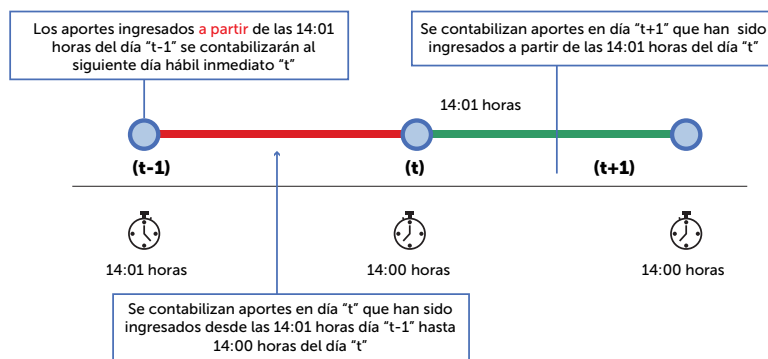 Los aportes ingresados a partir de las 14:01
horas del día “t-1” se contabilizarán al
siguiente día hábil inmediato “t”
Se contabilizan aportes en día “t+1” que han sido
ingresados a partir de las 14:01 horas del día “t”
14:01 horas
(t-1)
(t)
(t+1)
14:01 horas
14:00 horas
14:00 horas
Se contabilizan aportes en día “t” que han sido
ingresados desde las 14:01 horas día “t-1” hasta
14:00 horas del día “t”